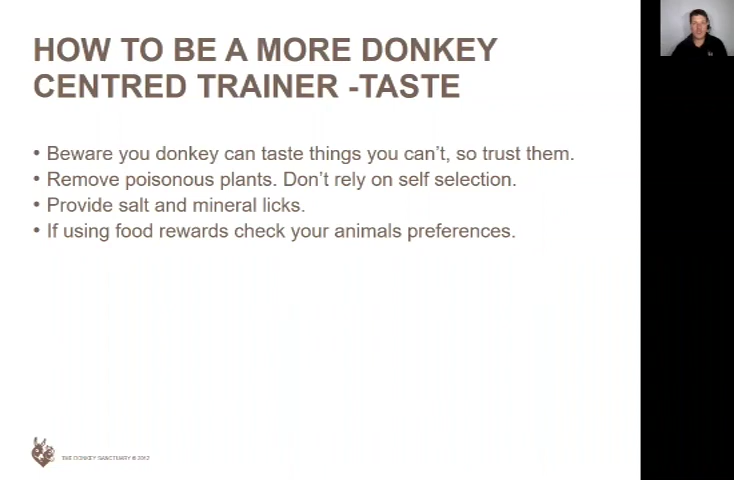 HOW TO BE A MORE DONKEY
CENTRED TRAINER -TASTE
• Beware you donkey can taste things you can't, so trust them.
• Remove poisonous plants. Don't rely on self selection.
• Provide salt and mineral licks.
• If using food rewards check your animals preferences.
THE DONKEY SANCTUARY ©